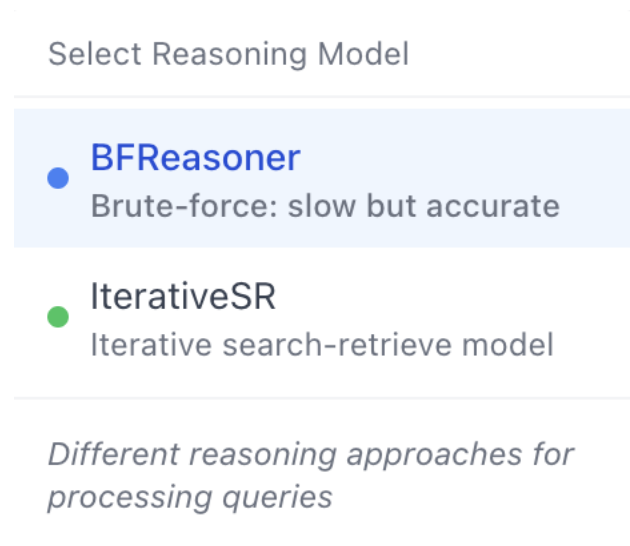 Select Reasoning Model
BFReasoner
Brute-force: slow but accurate
IterativeSR
Iterative search-retrieve model
Different reasoning approaches for
processing queries